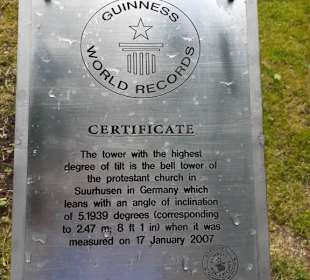 GUINNESS
WORLD RECORDS
CERTIFICATE
The tower with the highest
degree of tilt is the bell tower of
the protestant church in
Suurhusen in Germany which
leans with an angle of inclination
of 5.1939 degrees (corresponding
to 2.47 m; 8 ft 1 in) when it was
measured on 17 January 2007